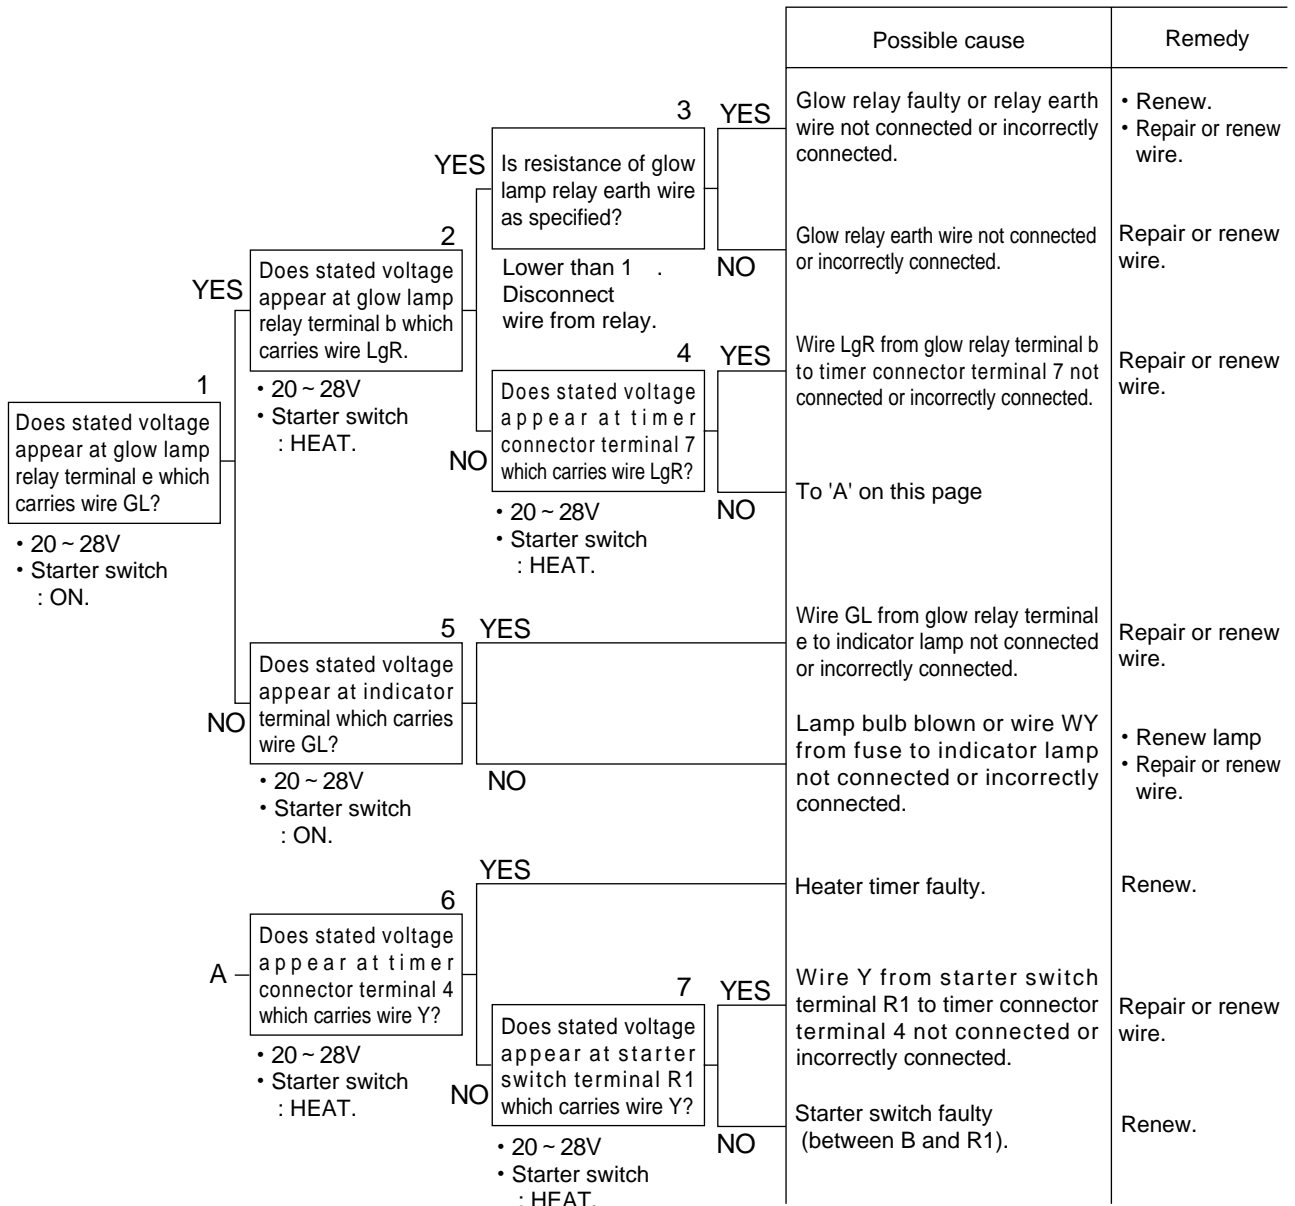 Possible cause
Remedy
1
Does stated voltage
appear at glow lamp
relay terminal e which
carries wire GL?
・20 ~ 28V
・Starter switch
: ON.
YES
2
Does stated voltage
appear at glow lamp
relay terminal b which
carries wire LgR.
・20 ~ 28V
・Starter switch
: HEAT.
YES
3
Is resistance of glow
lamp relay earth wire
as specified?
Lower than 1 .
Disconnect
wire from relay.
YES
Glow relay faulty or relay earth
wire not connected or incorrectly
connected.
・Renew.
・Repair or renew
wire.
NO
Glow relay earth wire not connected
or incorrectly connected.
Repair or renew
wire.
NO
4
Does stated voltage
appear at timer
connector terminal 7
which carries wire LgR?
・20 ~ 28V
・Starter switch
: HEAT.
YES
Wire LgR from glow relay terminal b
to timer connector terminal 7 not
connected or incorrectly connected.
Repair or renew
wire.
NO
To 'A' on this page
NO
5
Does stated voltage
appear at indicator
terminal which carries
wire GL?
・20 ~ 28V
・Starter switch
: ON.
YES
Wire GL from glow relay terminal
e to indicator lamp not connected
or incorrectly connected.
Repair or renew
wire.
NO
Lamp bulb blown or wire WY
from fuse to indicator lamp
not connected or incorrectly
connected.
・Renew lamp
・Repair or renew
wire.
A
6
Does stated voltage
appear at timer
connector terminal 4
which carries wire Y?
・20 ~ 28V
・Starter switch
: HEAT.
YES
Heater timer faulty.
Renew.
NO
7
Does stated voltage
appear at starter
switch terminal R1
which carries wire Y?
・20 ~ 28V
・Starter switch
: HEAT.
YES
Wire Y from starter switch
terminal R1 to timer connector
terminal 4 not connected or
incorrectly connected.
Repair or renew
wire.
NO
Starter switch faulty
(between B and R1).
Renew.